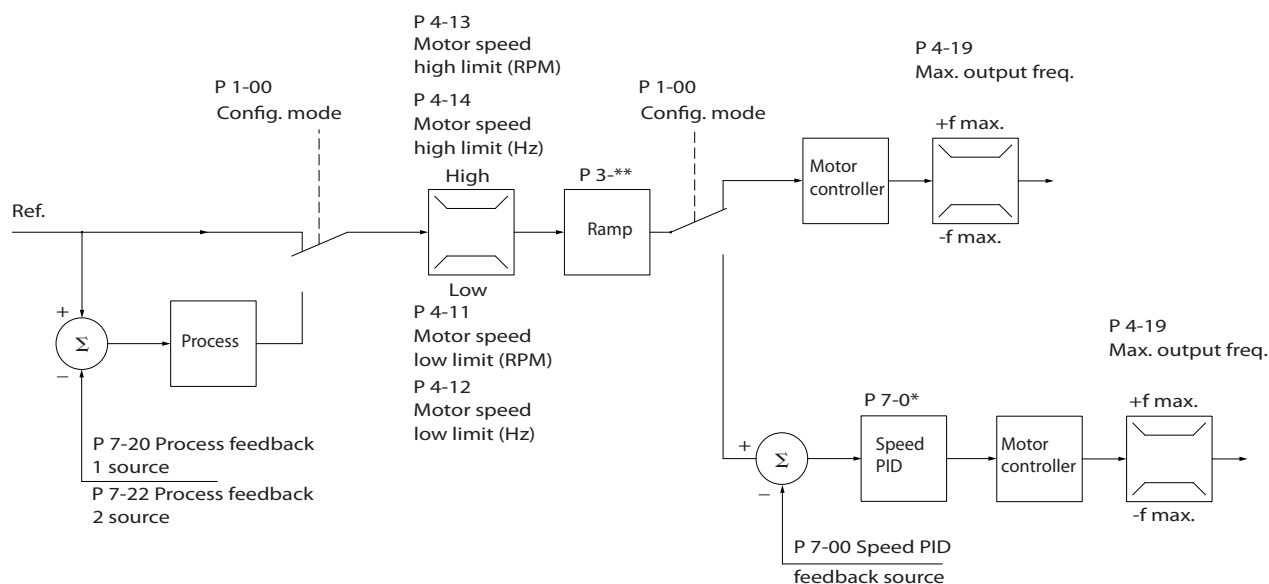 P 4-13
Motor speed
high limit (RPM)
P 4-14
Motor speed
high limit (Hz)
High
P 4-19
Max. output freq.
P 1-00
Config. mode
P 1-00
Config. mode
+f max.
Motor
controller
-f max.
P 3-**
Ramp
Ref.
Low
P 4-11
Motor speed
low limit (RPM)
P 4-12
Motor speed
low limit (Hz)
+
Σ
–
Process
P 7-20 Process feedback
1 source
P 7-22 Process feedback
2 source
P 4-19
Max. output freq.
P 7-0*
+f max.
+
Σ
–
Speed
PID
Motor
controller
-f max.
P 7-00 Speed PID
feedback source